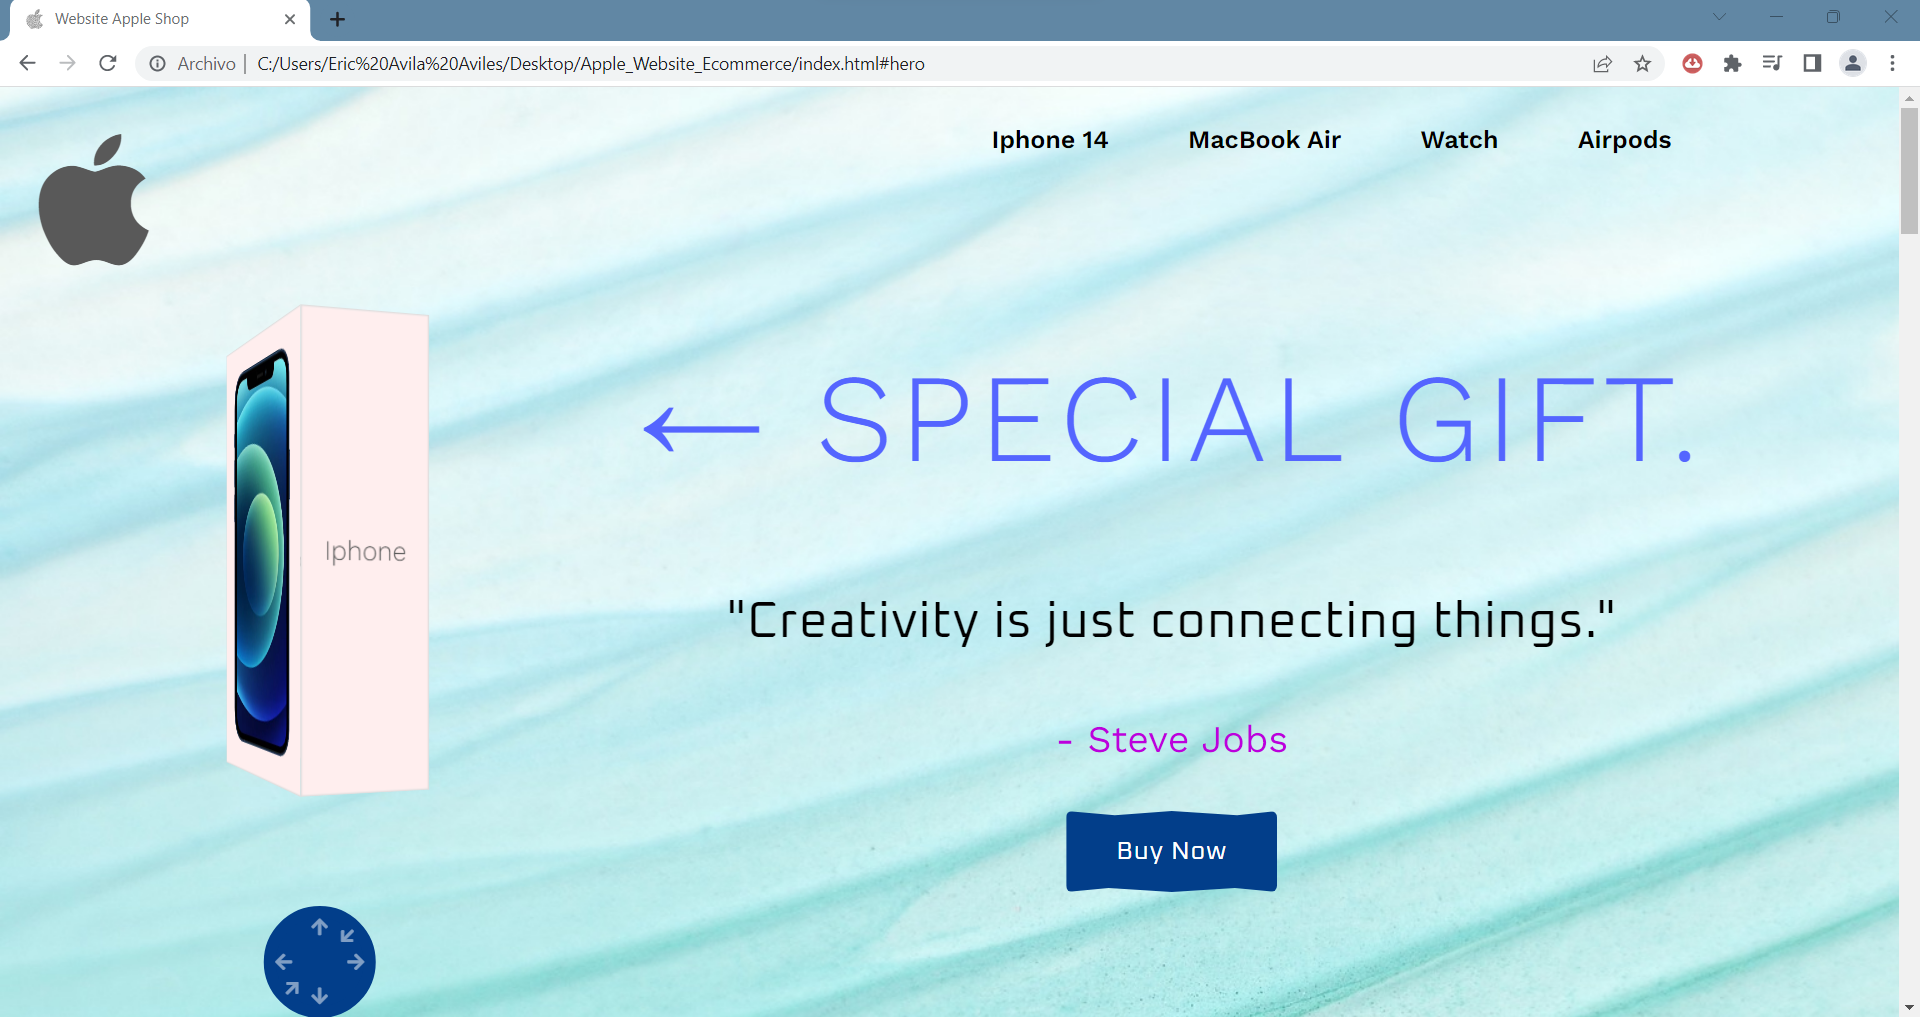 Website Apple Shop
Archivo | C:/Users/Eric%20Avila%20Aviles/Desktop/Apple_Website_Ecommerce/index.html#hero
Iphone 14 MacBook Air Watch Airpods
← SPECIAL GIFT.
Iphone
"Creativity is just connecting things."
- Steve Jobs
Buy Now